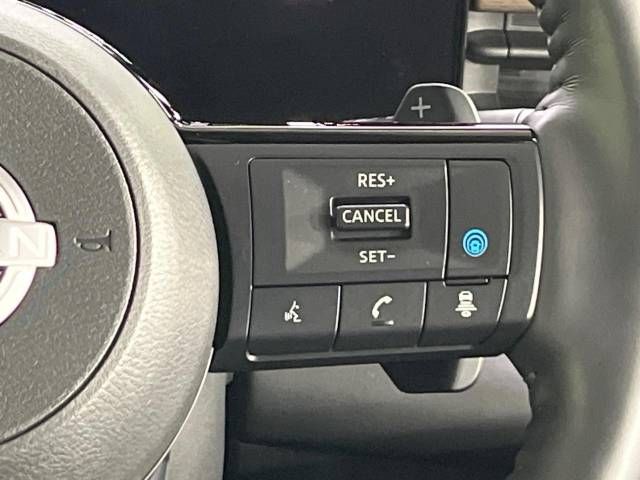 +
RES+
CANCEL
SET-
N